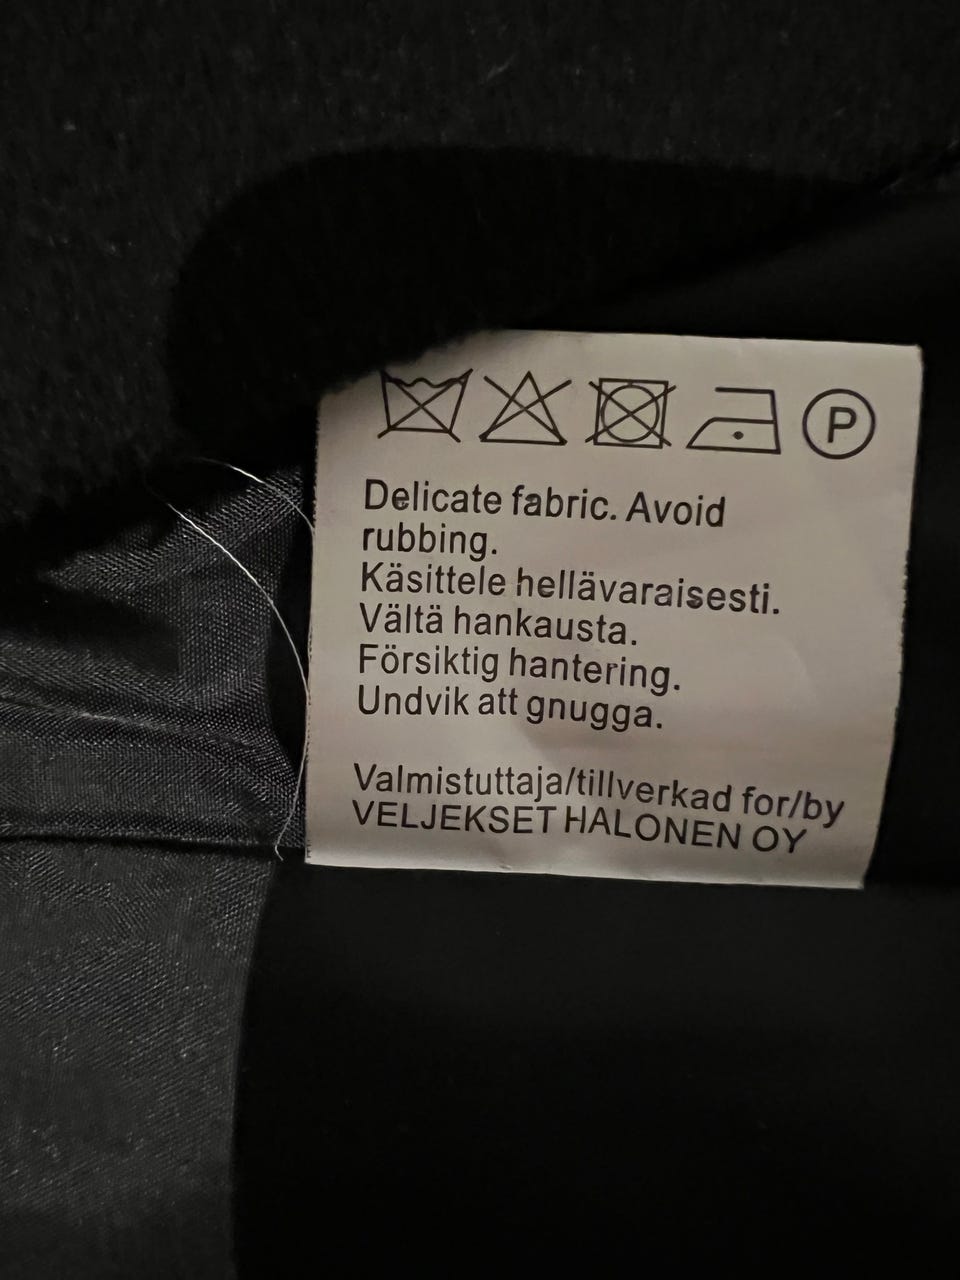 P
Delicate fabric. Avoid
rubbing.
Käsittele hellävaraisesti.
Vältä hankausta.
Försiktig hantering.
Undvik att gnugga.
Valmistuttaja/tillverkad for/by
VELJEKSET HALONEN OY